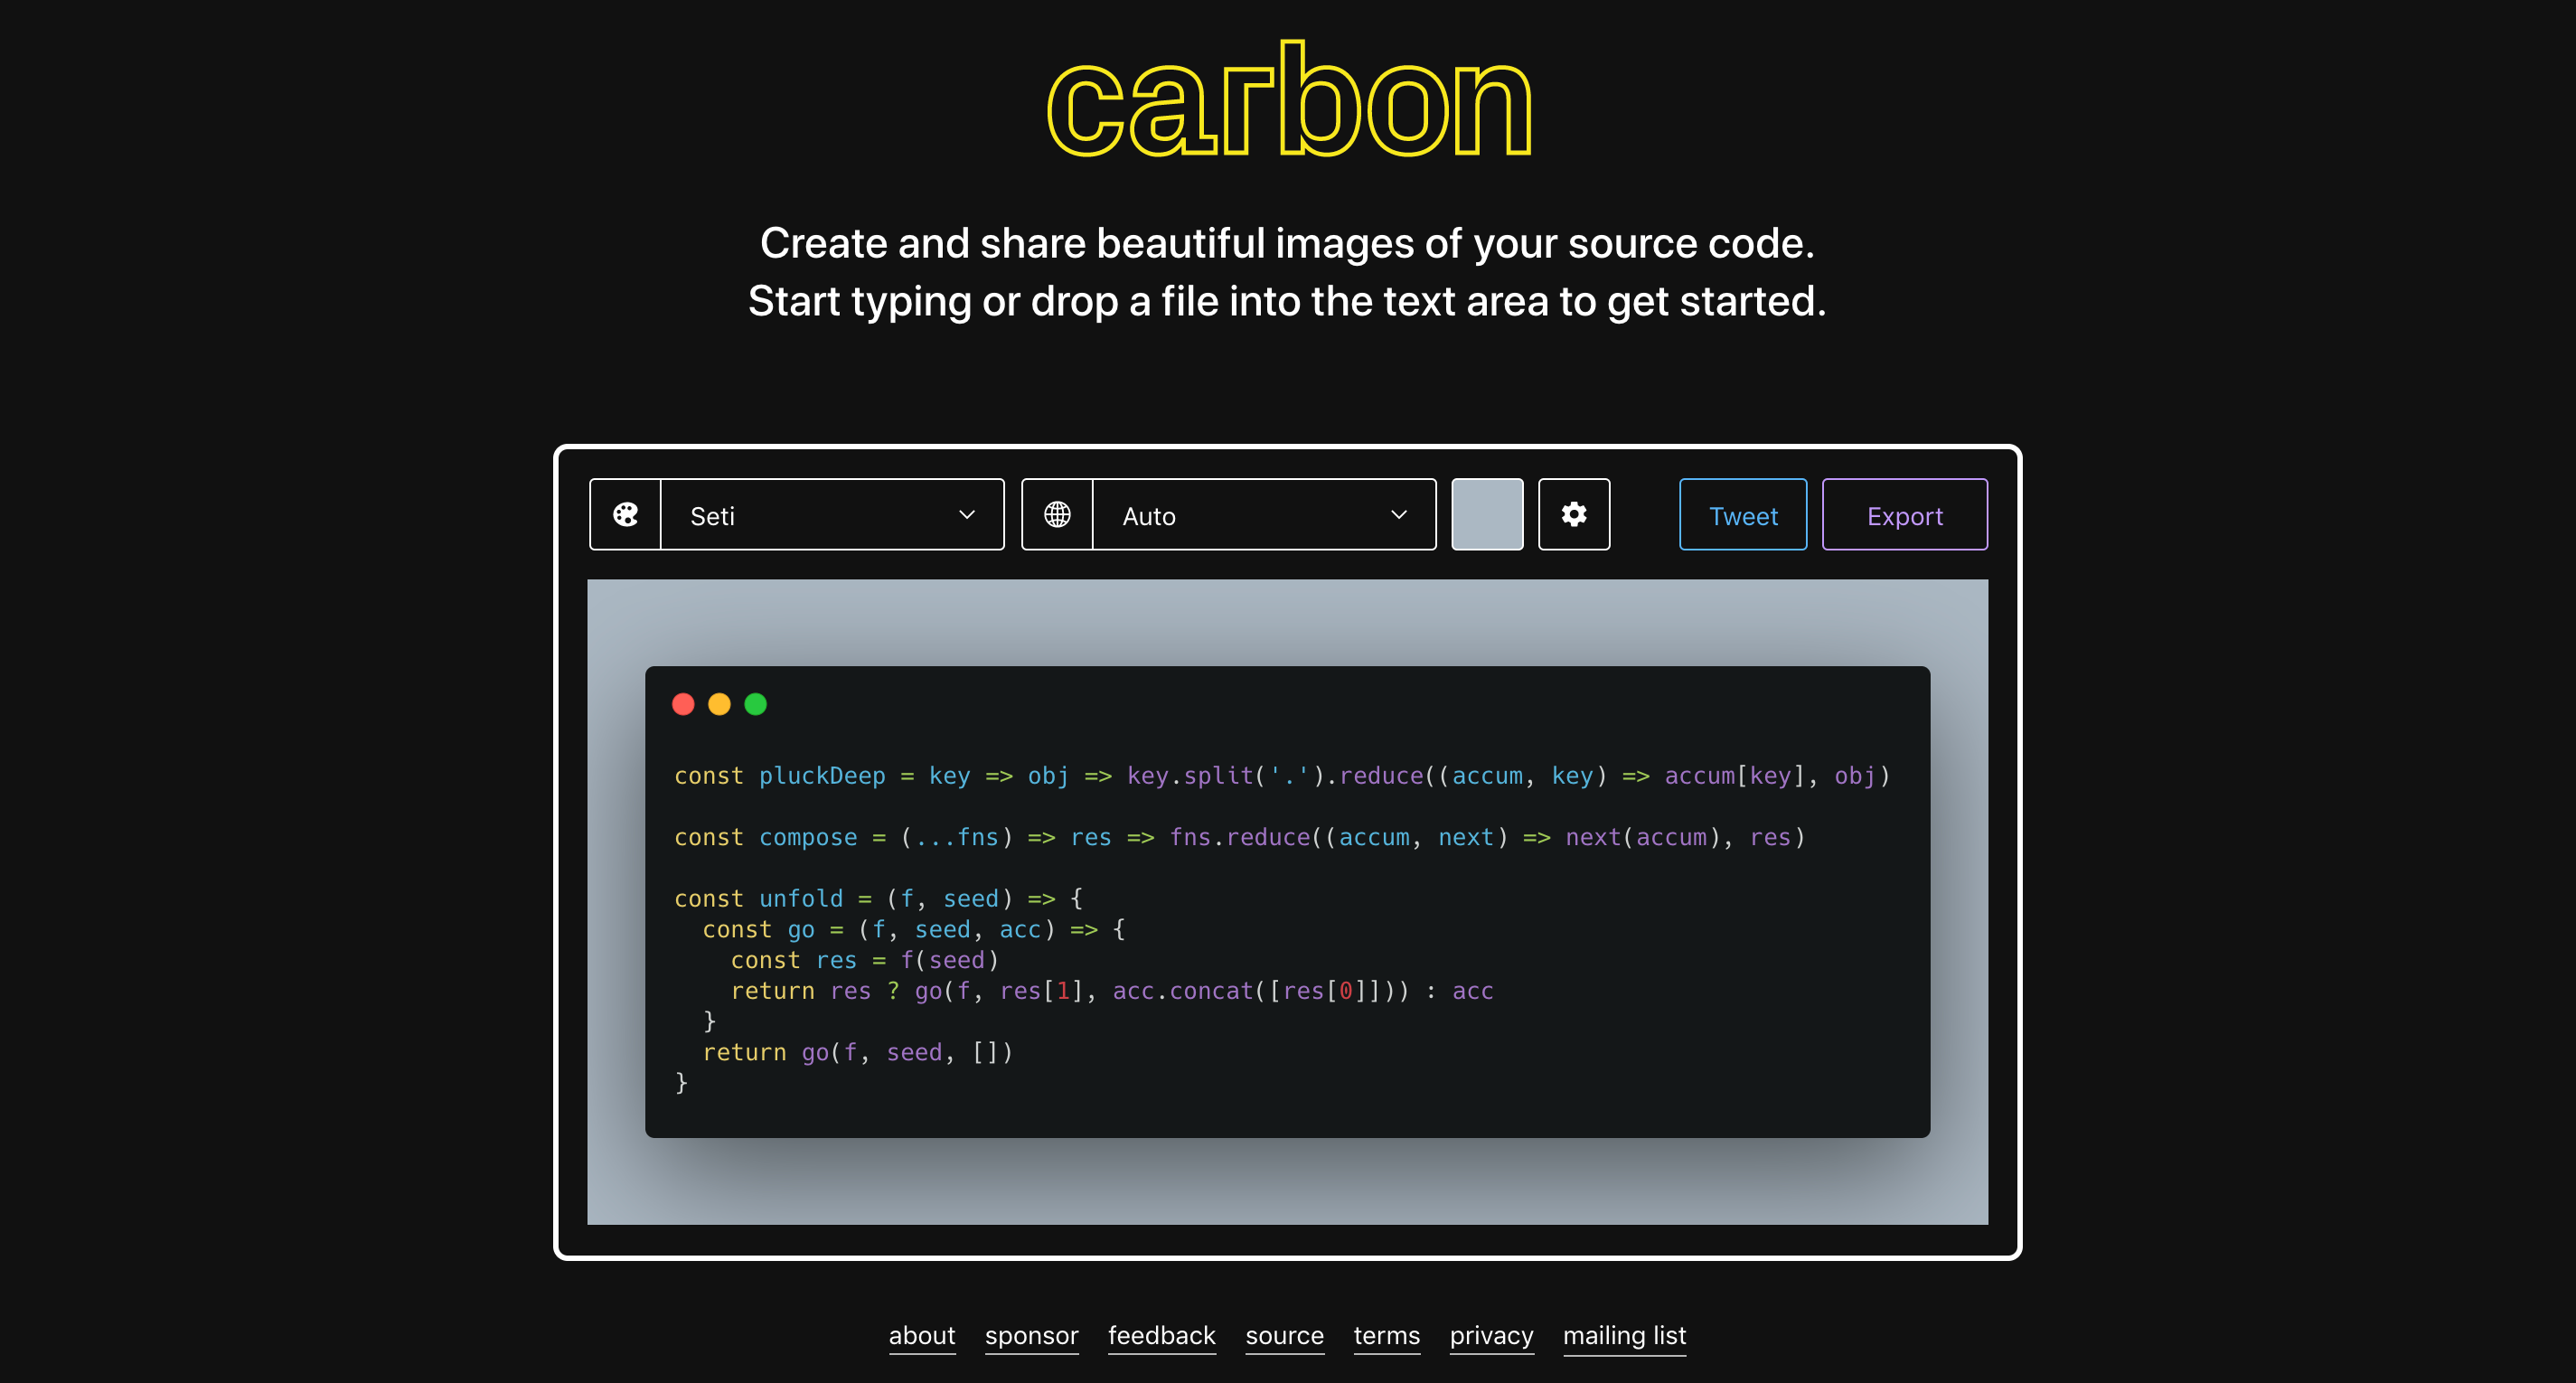 carbon
Create and share beautiful images of your source code.
Start typing or drop a file into the text area to get started.
Seti Auto Tweet Export
const pluckDeep = key => obj => key.split('.').reduce((accum, key) => accum[key], obj)
const compose = (...fns) => res => fns.reduce((accum, next) => next(accum), res)
const unfold = (f, seed) => {
  const go = (f, seed, acc) => {
    const res = f(seed)
    return res ? go(f, res[1], acc.concat([res[0]])) : acc
  }
  return go(f, seed, [])
}
about sponsor feedback source terms privacy mailing list